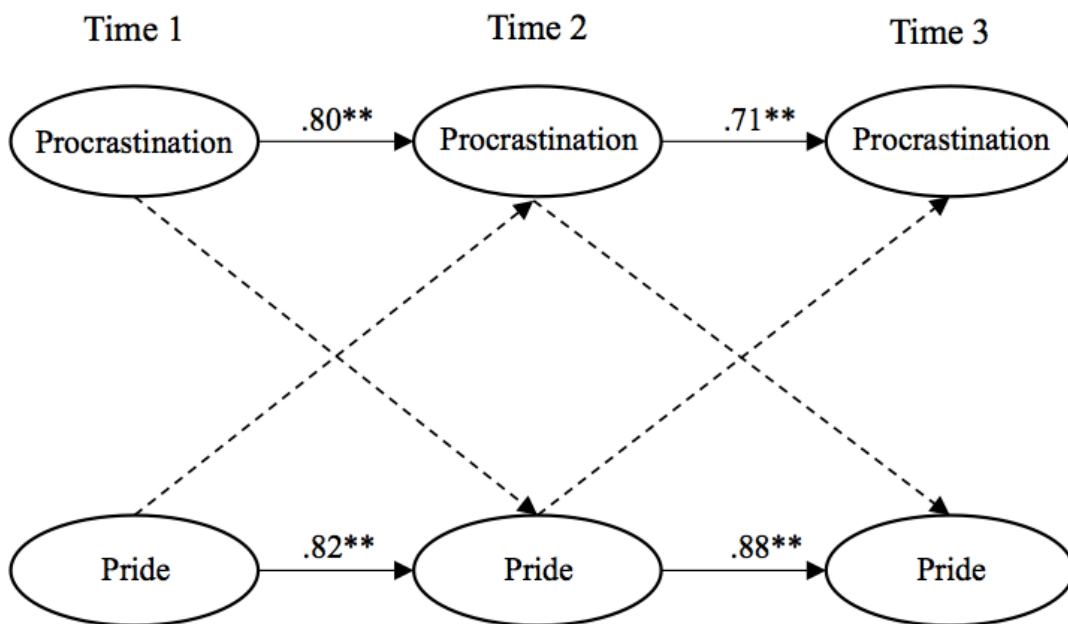 Time 1
Time 2
Time 3
Procrastination
.80**
Procrastination
.71**
Procrastination
Pride
.82**
Pride
.88**
Pride